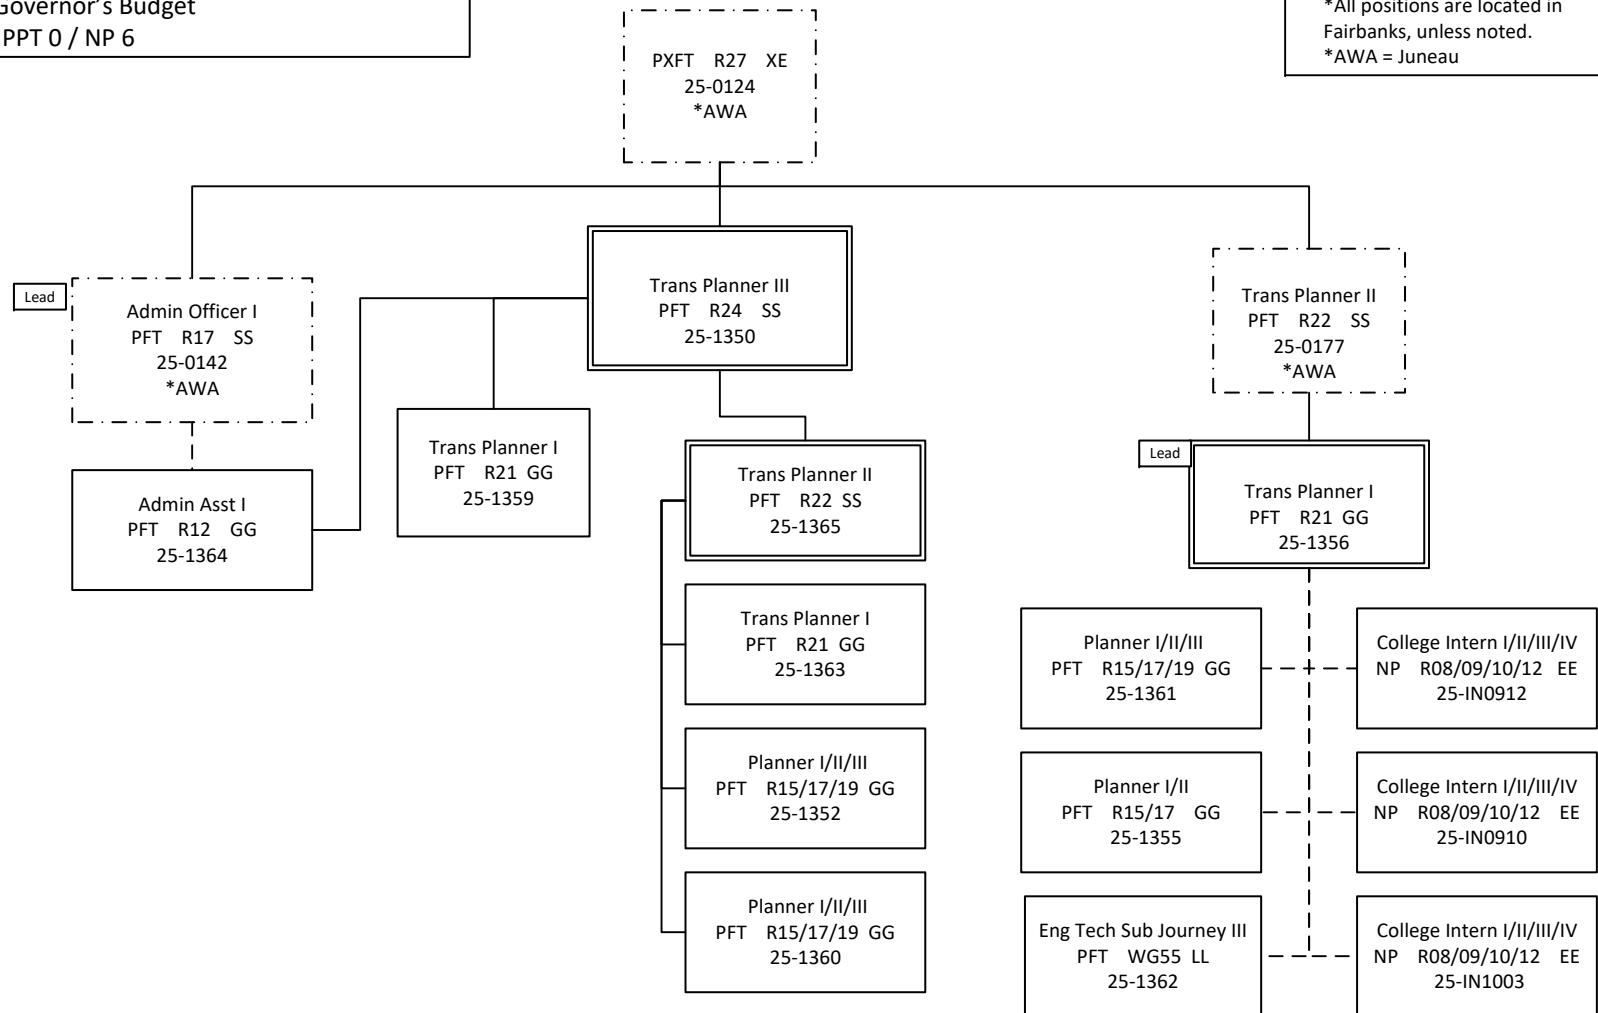 Governor's Budget
PPT 0 / NP 6
*All positions are located in
Fairbanks, unless noted.
*AWA = Juneau
PXFT R27 XE
25-0124
*AWA
Lead
Admin Officer I
PFT R17 SS
25-0142
*AWA
Trans Planner III
PFT R24 SS
25-1350
Trans Planner II
PFT R22 SS
25-0177
*AWA
Admin Asst I
PFT R12 GG
25-1364
Trans Planner I
PFT R21 GG
25-1359
Trans Planner II
PFT R22 SS
25-1365
Lead
Trans Planner I
PFT R21 GG
25-1356
Trans Planner I
PFT R21 GG
25-1363
Planner I/II/III
PFT R15/17/19 GG
25-1352
Planner I/II/III
PFT R15/17/19 GG
25-1360
Planner I/II/III
PFT R15/17/19 GG
25-1361
College Intern I/II/III/IV
NP R08/09/10/12 EE
25-IN0912
Planner I/II
PFT R15/17 GG
25-1355
College Intern I/II/III/IV
NP R08/09/10/12 EE
25-IN0910
Eng Tech Sub Journey III
PFT WG55 LL
25-1362
College Intern I/II/III/IV
NP R08/09/10/12 EE
25-IN1003